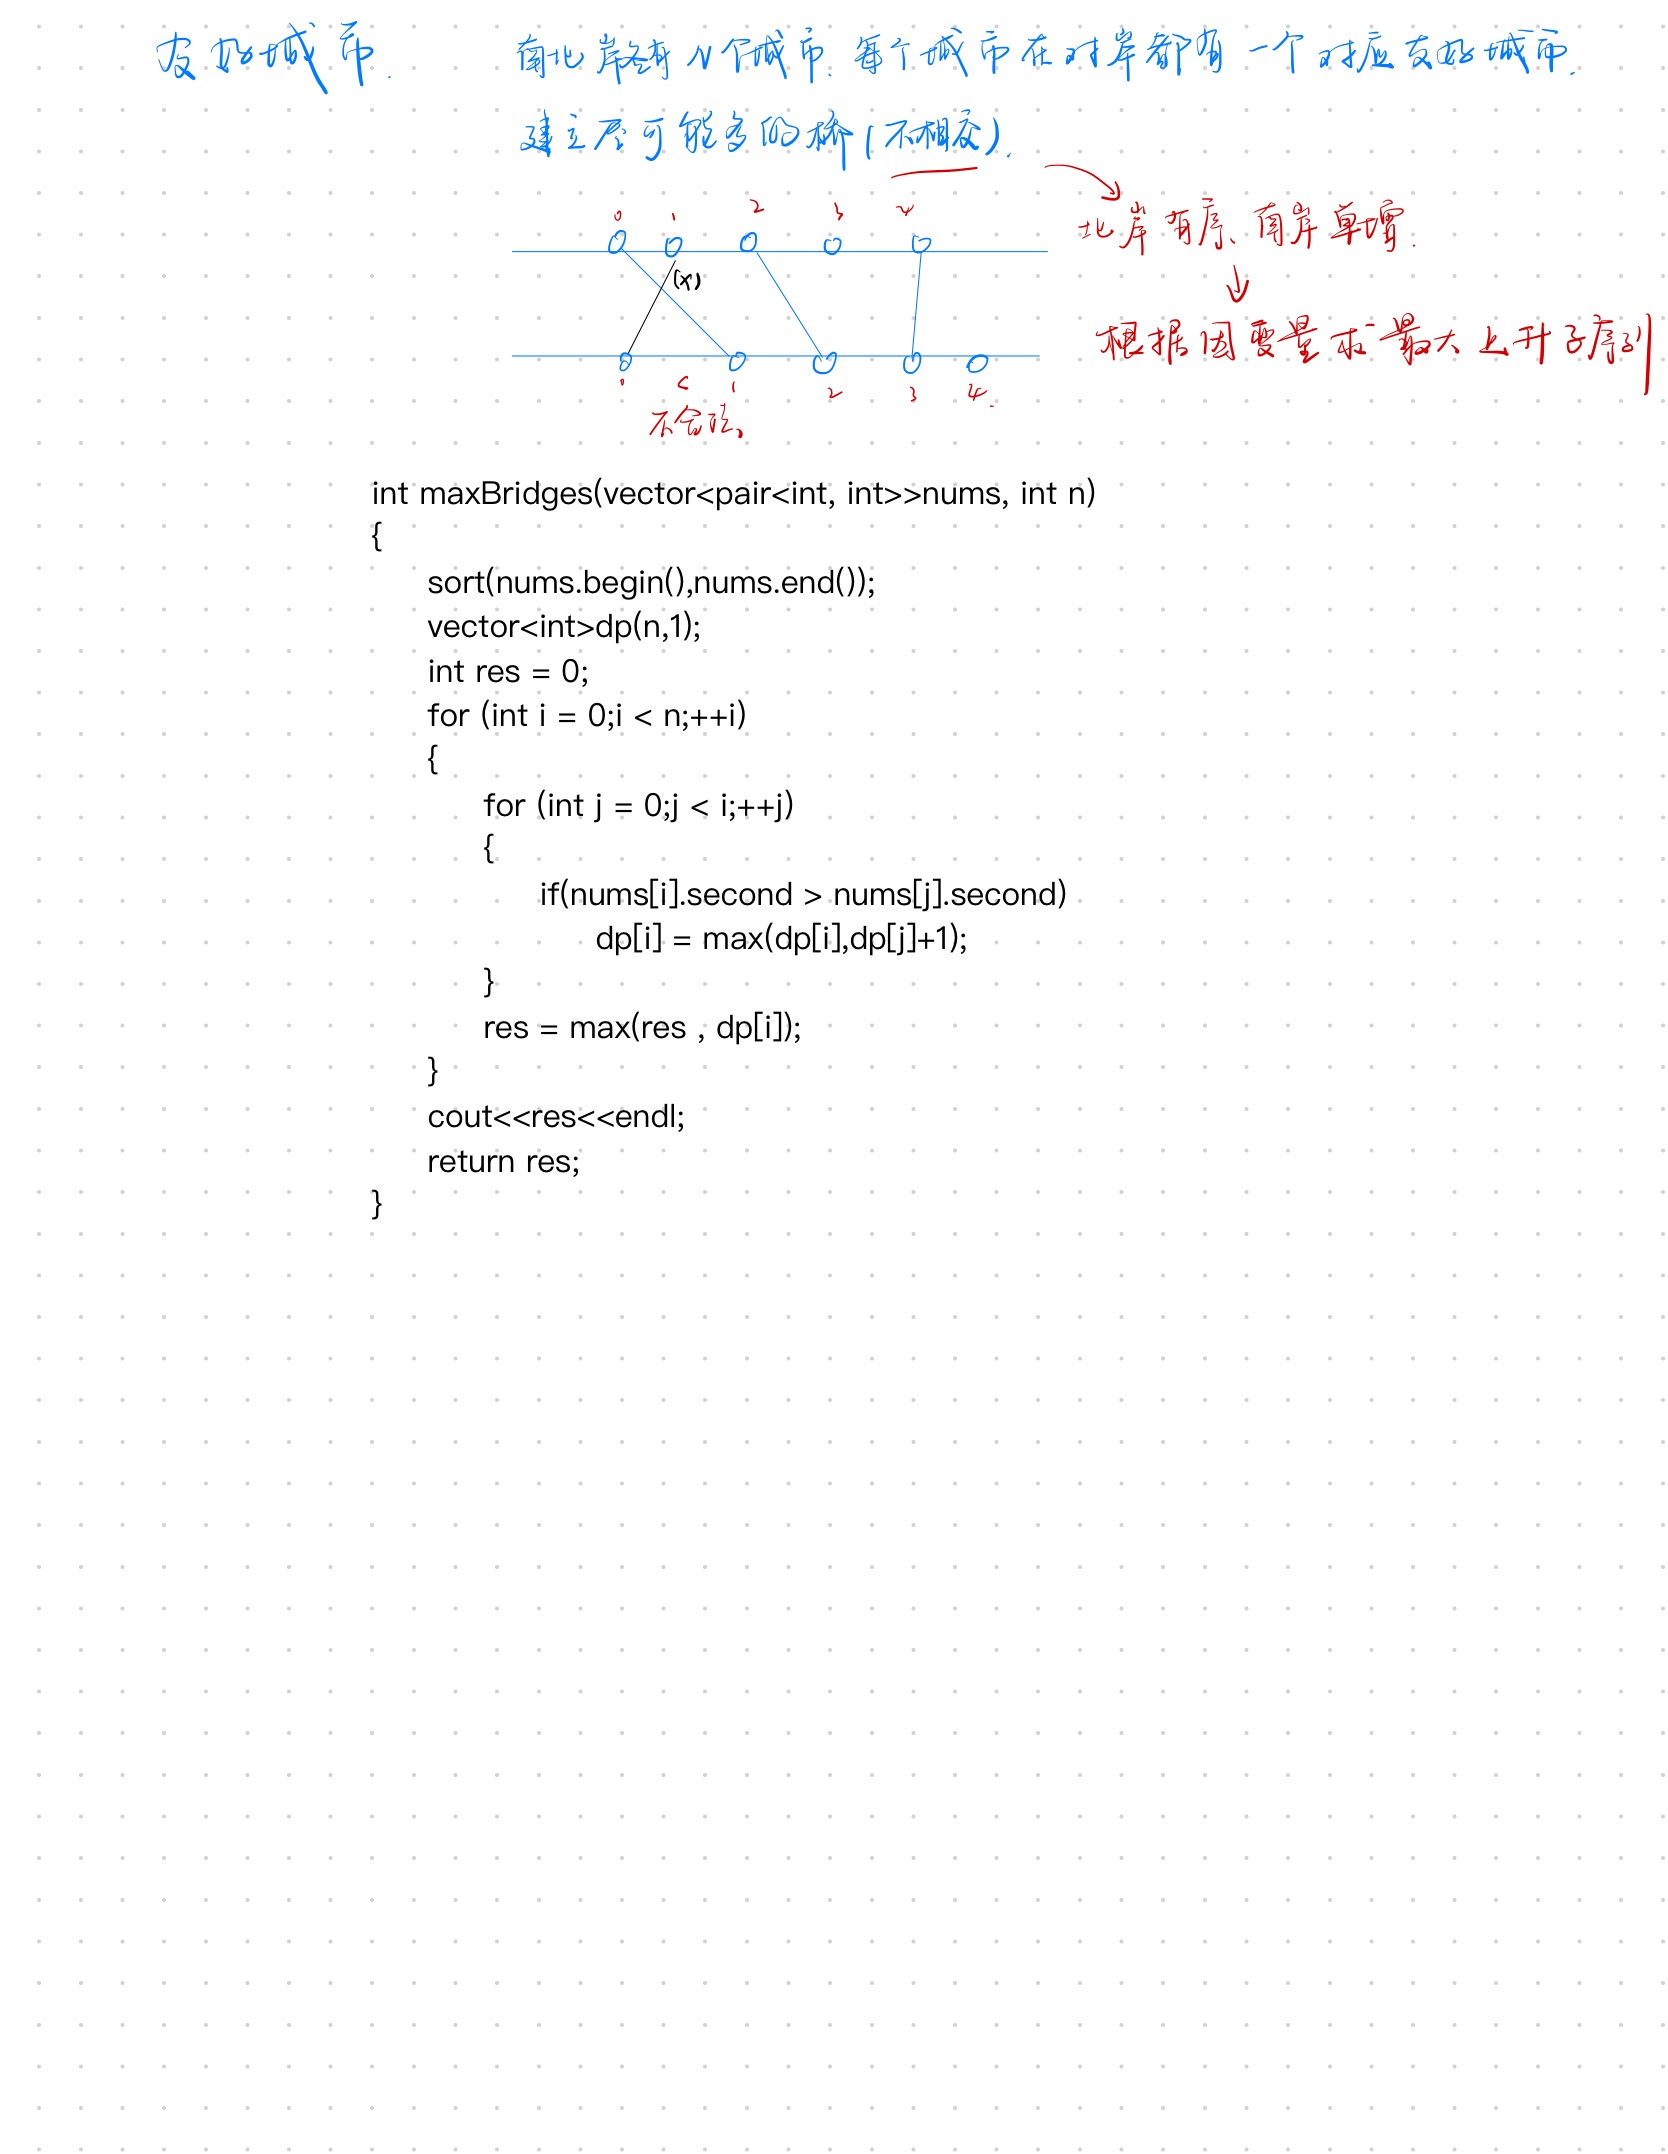 友好城市.
南北岸各有N个城市.每个城市在对岸都有一个对应友好城市.
建立尽可能多的桥(不相交).
北岸有序、南岸单增.
↓
根据因变量求最大上升子序列
0 1 2 3 4
(x)
0 < 1 2 3 4.
不合法。
int maxBridges(vector<pair<int, int>>nums, int n)
{
sort(nums.begin(),nums.end());
vector<int>dp(n,1);
int res = 0;
for (int i = 0;i < n;++i)
{
for (int j = 0;j < i;++j)
{
if(nums[i].second > nums[j].second)
dp[i] = max(dp[i],dp[j]+1);
}
res = max(res , dp[i]);
}
cout<<res<<endl;
return res;
}